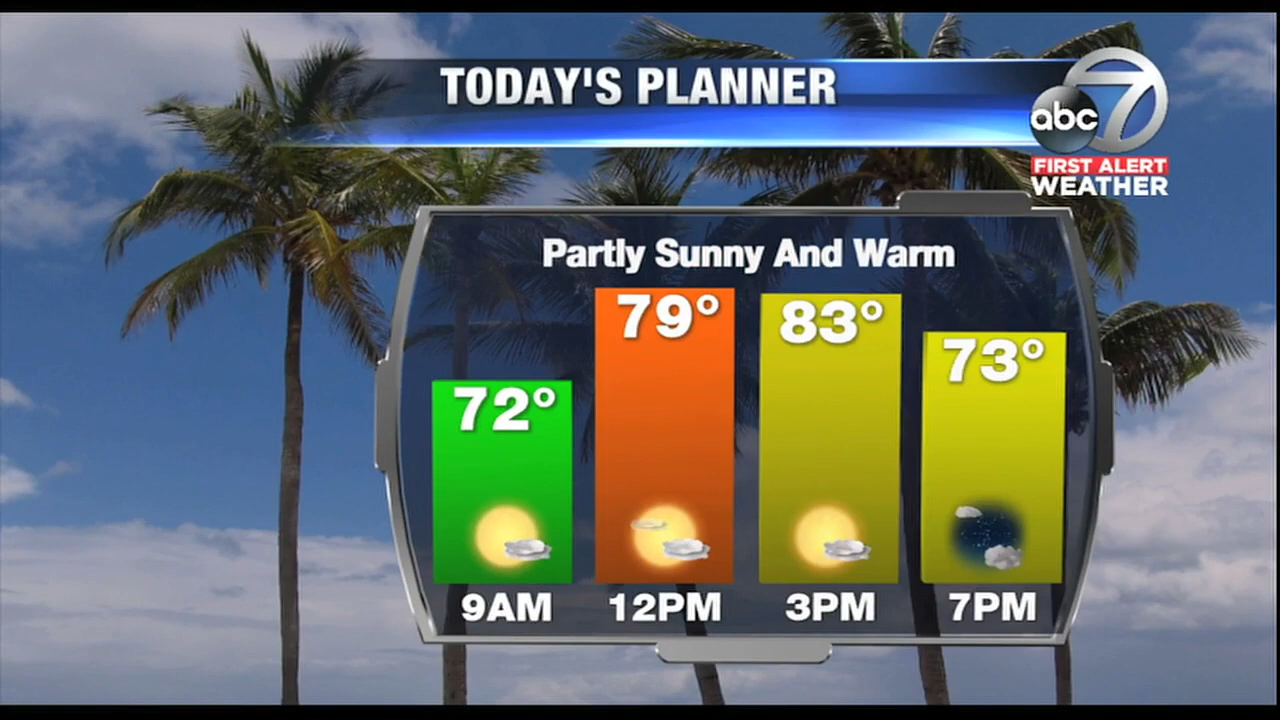 TODAY'S PLANNER
abc 7
FIRST ALERT
WEATHER
Partly Sunny And Warm
72° 79° 83° 73°
9AM 12PM 3PM 7PM